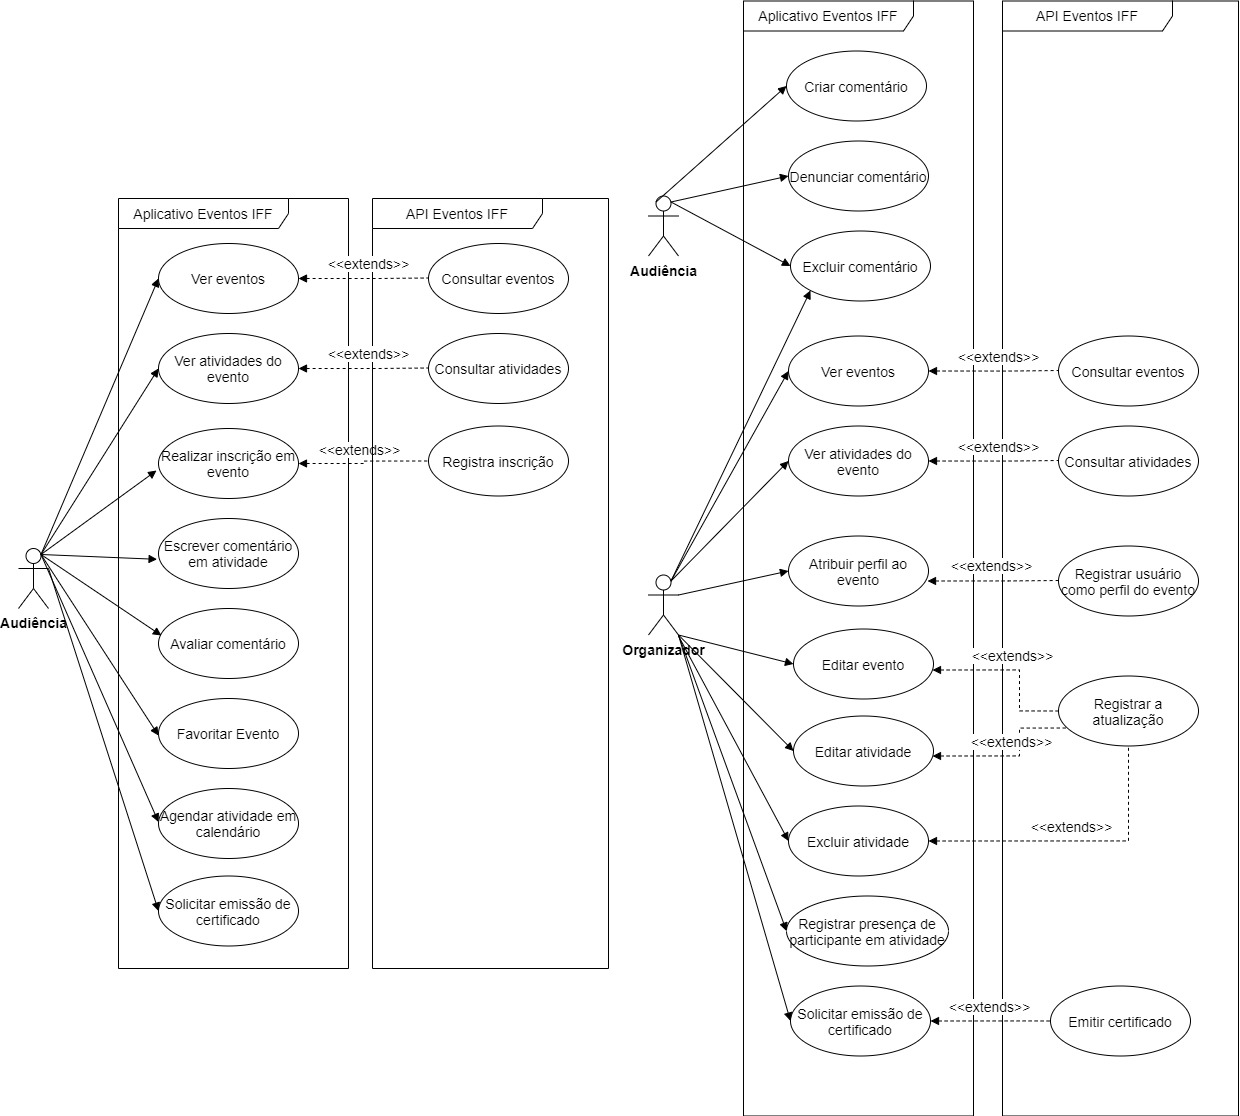 Aplicativo Eventos IFF
API Eventos IFF
Ver eventos
<<extends>>
Consultar eventos
Ver atividades do
evento
<<extends>>
Consultar atividades
Realizar inscrição em
evento
<<extends>>
Registra inscrição
Escrever comentário
em atividade
Audiência
Avaliar comentário
Favoritar Evento
Agendar atividade em
calendário
Solicitar emissão de
certificado
Aplicativo Eventos IFF
API Eventos IFF
Criar comentário
Denunciar comentário
Audiência
Excluir comentário
Ver eventos
<<extends>>
Consultar eventos
Ver atividades do
evento
<<extends>>
Consultar atividades
Atribuir perfil ao
evento
<<extends>>
Registrar usuário
como perfil do evento
Organizador
Editar evento
<<extends>>
Registrar a
atualização
Editar atividade
<<extends>>
Excluir atividade
<<extends>>
Registrar presença de
participante em atividade
Solicitar emissão de
certificado
<<extends>>
Emitir certificado